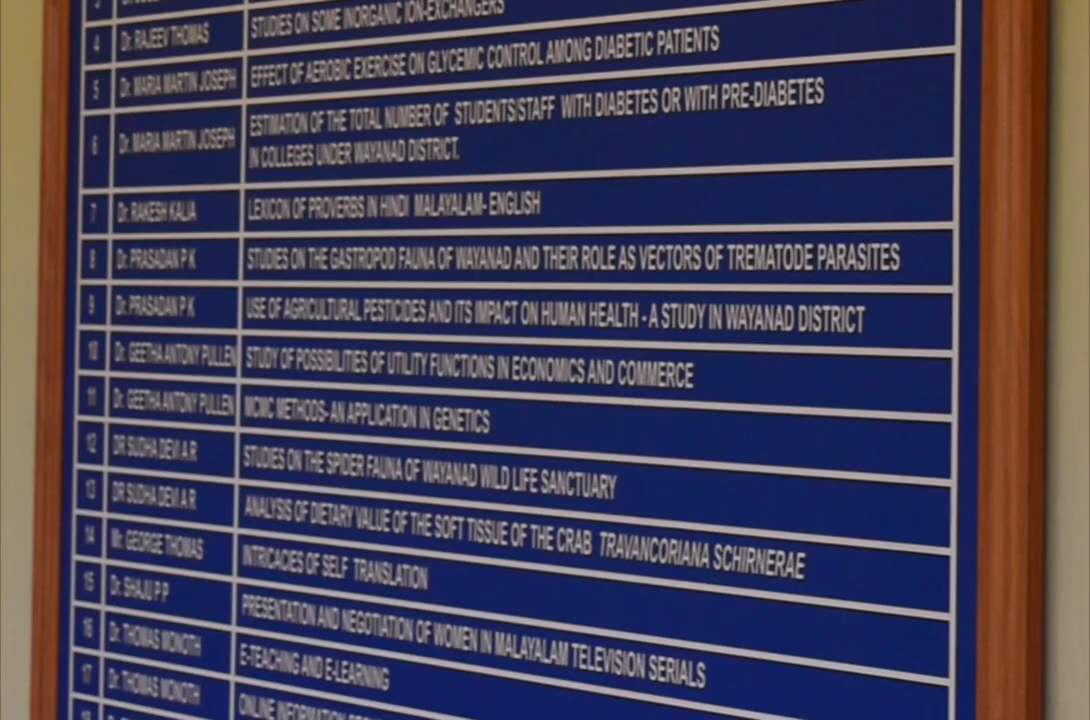 4 Dr. RAJEEV THOMAS STUDIES ON SOME INORGANIC ION-EXCHANGERS
5 Dr. MARIA MARTIN JOSEPH EFFECT OF AEROBIC EXERCISE ON GLYCEMIC CONTROL AMONG DIABETIC PATIENTS
6 Dr. MARIA MARTIN JOSEPH ESTIMATION OF THE TOTAL NUMBER OF STUDENTS/STAFF WITH DIABETES OR WITH PRE-DIABETES
IN COLLEGES UNDER WAYANAD DISTRICT.
7 Dr. RAKESH KALIA LEXICON OF PROVERBS IN HINDI MALAYALAM- ENGLISH
8 Dr. PRASADAN P K STUDIES ON THE GASTROPOD FAUNA OF WAYANAD AND THEIR ROLE AS VECTORS OF TREMATODE PARASITES
9 Dr. PRASADAN P K USE OF AGRICULTURAL PESTICIDES AND ITS IMPACT ON HUMAN HEALTH - A STUDY IN WAYANAD DISTRICT
10 Dr. GEETHA ANTONY PULLEN STUDY OF POSSIBILITIES OF UTILITY FUNCTIONS IN ECONOMICS AND COMMERCE
11 Dr. GEETHA ANTONY PULLEN MCMC METHODS- AN APPLICATION IN GENETICS
12 DR SUDHA DEVI A R STUDIES ON THE SPIDER FAUNA OF WAYANAD WILD LIFE SANCTUARY
13 DR SUDHA DEVI A R ANALYSIS OF DIETARY VALUE OF THE SOFT TISSUE OF THE CRAB TRAVANCORIANA SCHIRNERAE
14 Mr. GEORGE THOMAS INTRICACIES OF SELF TRANSLATION
15 Dr. SHAJU P P PRESENTATION AND NEGOTIATION OF WOMEN IN MALAYALAM TELEVISION SERIALS
16 Dr. THOMAS MONOTH E-TEACHING AND E-LEARNING
17 Dr. THOMAS MONOTH ONLINE INFORMATION